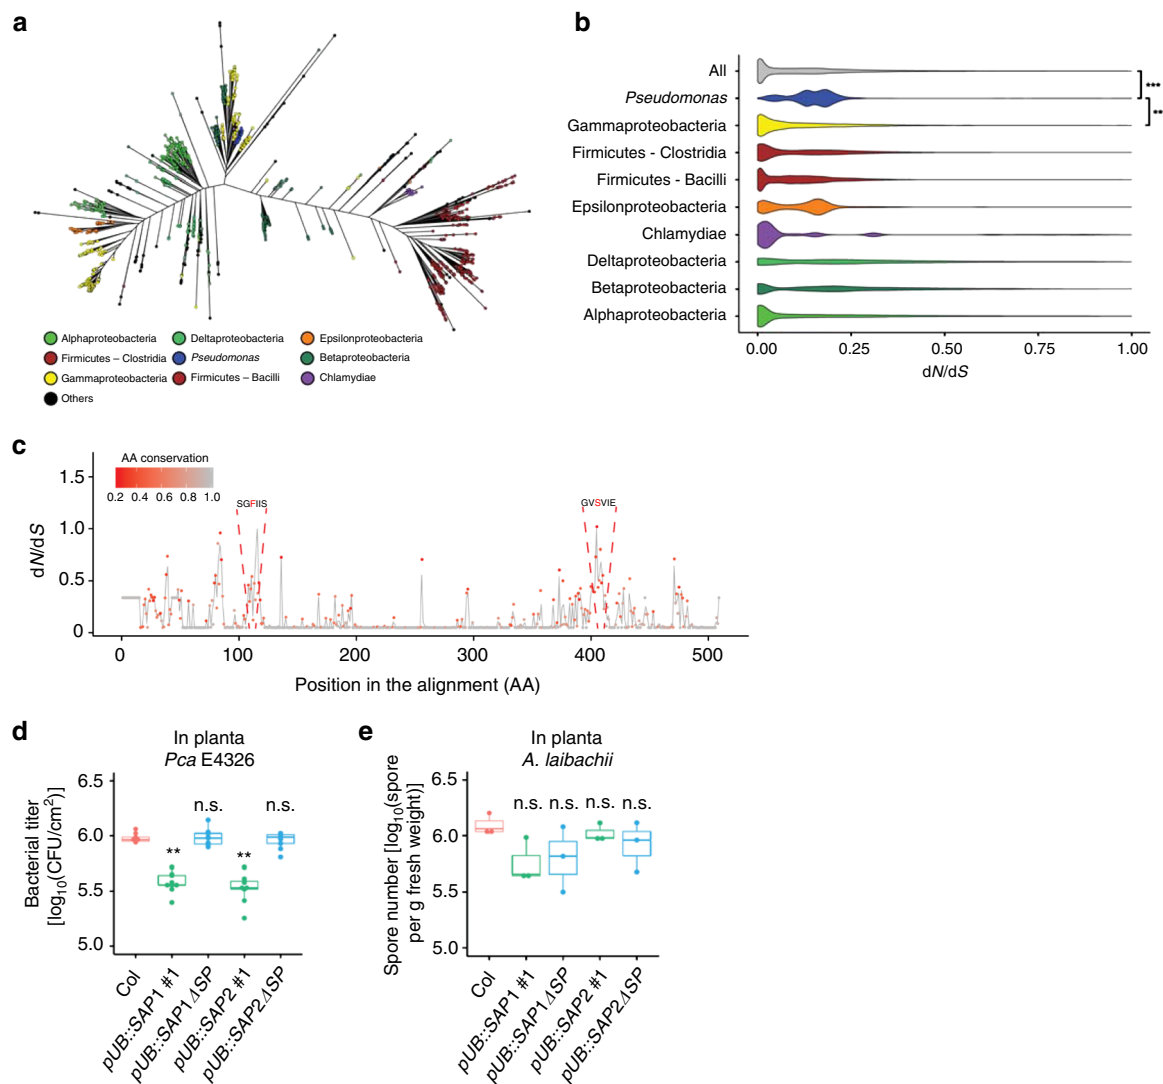 a
Alphaproteobacteria
Deltaproteobacteria
Epsilonproteobacteria
Firmicutes – Clostridia
Pseudomonas
Betaproteobacteria
Gammaproteobacteria
Firmicutes – Bacilli
Chlamydiae
Others
b
All
Pseudomonas
Gammaproteobacteria
Firmicutes - Clostridia
Firmicutes - Bacilli
Epsilonproteobacteria
Chlamydiae
Deltaproteobacteria
Betaproteobacteria
Alphaproteobacteria
***
**
0.00 0.25 0.50 0.75 1.00
dN/dS
c
AA conservation
0.2 0.4 0.6 0.8 1.0
SGFIIS
GVSVIE
dN/dS
1.5
1.0
0.5
0
0 100 200 300 400 500
Position in the alignment (AA)
d
In planta
Pca E4326
Bacterial titer
[log10(CFU/cm²)]
6.5
6.0
5.5
5.0
**
n.s.
**
n.s.
Col
pUB::SAP1 #1
pUB::SAP1ΔSP
pUB::SAP2 #1
pUB::SAP2ΔSP
e
In planta
A. laibachii
Spore number [log10(spore
per g fresh weight)]
6.5
6.0
5.5
5.0
n.s. n.s. n.s. n.s.
Col
pUB::SAP1 #1
pUB::SAP1ΔSP
pUB::SAP2 #1
pUB::SAP2ΔSP